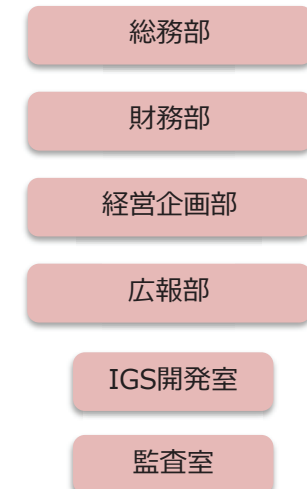 総務部
財務部
経営企画部
広報部
IGS開発室
監査室